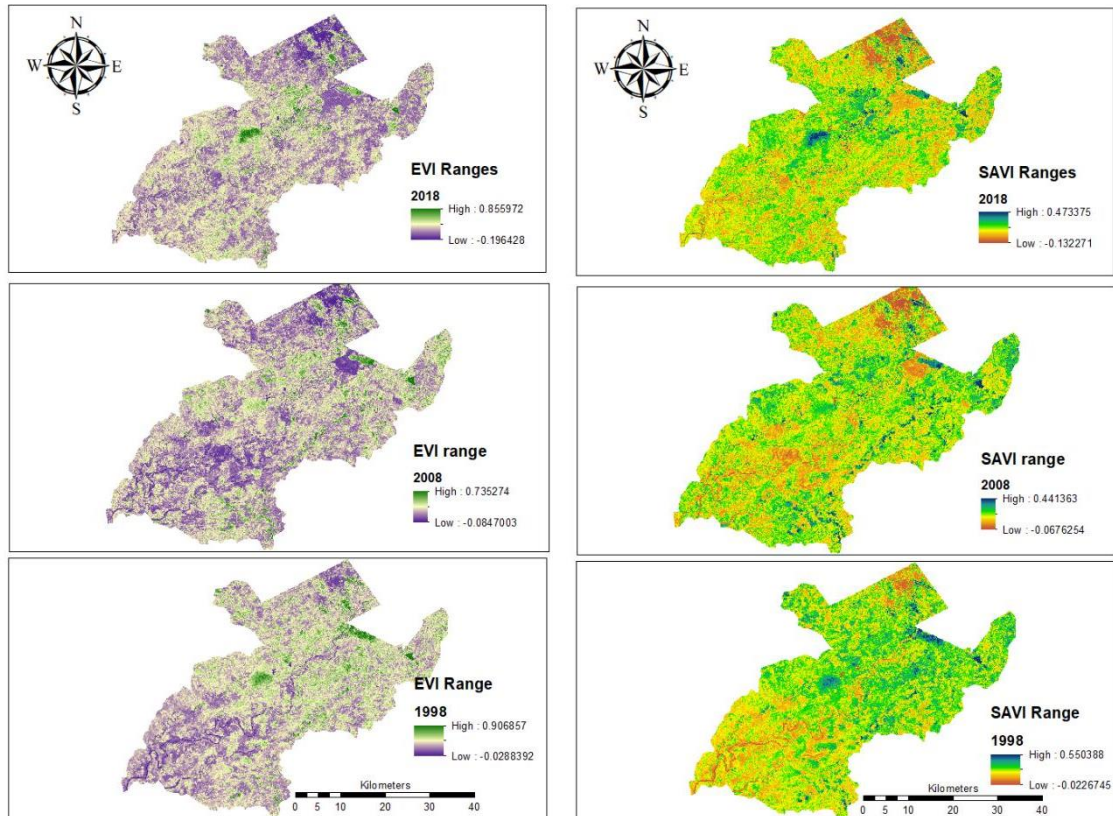 N
W E
S
EVI Ranges
2018
High : 0.855972
Low : -0.196428
N
W E
S
SAVI Ranges
2018
High : 0.473375
Low : -0.132271
EVI range
2008
High : 0.735274
Low : -0.0847003
SAVI range
2008
High : 0.441363
Low : -0.0676254
EVI Range
1998
High : 0.906857
Low : -0.0288392
Kilometers
0 5 10 20 30 40
SAVI Range
1998
High : 0.550388
Low : -0.0226745
Kilometers
0 5 10 20 30 40